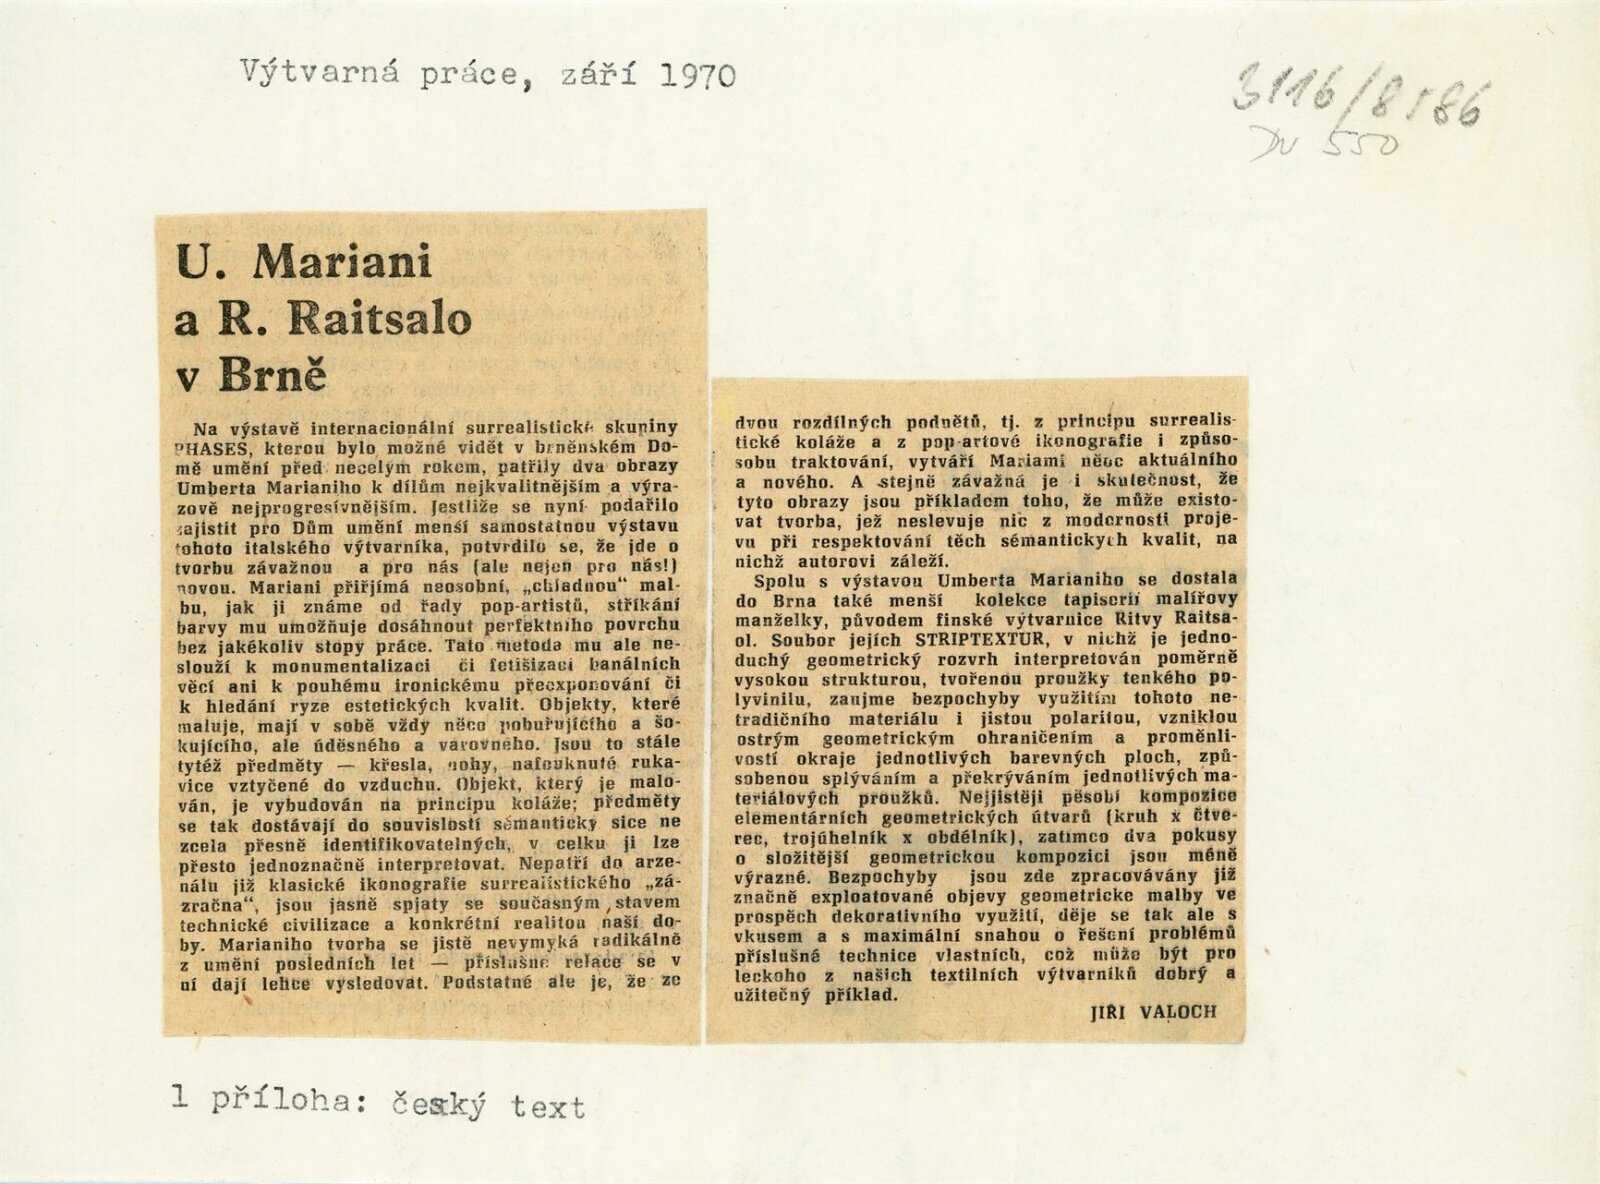 Výtvarná práce, září 1970
3116/8586
Dv 550
U. Mariani
a R. Raitsalo
v Brně
Na výstavě internacionální surrealistické skupiny
PHASES, kterou bylo možné vidět v brněnském Do-
mě umění před necelým rokem, patřily dva obrazy
Umberta Marianiho k dílům nejkvalitnějším a výra-
zově nejprogresívnějším. Jestliže se nyní podařilo
zajistit pro Dům umění menší samostatnou výstavu
tohoto italského výtvarníka, potvrdilo se, že jde o
tvorbu závažnou a pro nás (ale nejen pro nás!)
novou. Mariani přirjímá neosobní, „chladnou“ mal-
bu, jak ji známe od řady pop-artistů, stříkání
barvy mu umožňuje dosáhnout perfektního povrchu
bez jakékoliv stopy práce. Tato metoda mu ale ne-
slouží k monumentalizaci či fetišizaci banálních
věcí ani k pouhému ironickému přeexponování či
k hledání ryze estetických kvalit. Objekty, které
maluje, mají v sobě vždy něco pobuřujícího a šo-
kujícího, ale úděsného a varovného. Jsou to stále
tytéž předměty — křesla, nohy, nafouknuté ruka-
vice vztyčené do vzduchu. Objekt, který je malo-
ván, je vybudován na principu koláže; předměty
se tak dostávají do souvislostí sémanticky sice ne
zcela přesně identifikovatelných, v celku ji lze
přesto jednoznačně interpretovat. Nepatří do arze-
nálu již klasické ikonografie surrealistického „zá-
zračna“, jsou jasně spjaty se současným stavem
technické civilizace a konkrétní realitou naší do-
by. Marianiho tvorba se jistě nevymyká radikálně
z umění posledních let — příslušné relace se v
ní dají lehce vysledovat. Podstatné ale je, že ze
dvou rozdílných podnětů, tj. z principu surrealis-
tické koláže a z pop-artové ikonografie i způso-
sobu traktování, vytváří Mariami něoc aktuálního
a nového. A stejně závažná je i skutečnost, že
tyto obrazy jsou příkladem toho, že může existo-
vat tvorba, jež neslevuje nic z modernosti proje-
vu při respektování těch sémantických kvalit, na
nichž autorovi záleží.
Spolu s výstavou Umberta Marianiho se dostala
do Brna také menší kolekce tapiserií malířovy
manželky, původem finské výtvarnice Ritvy Raitsa-
ol. Soubor jejích STRIPTEXTUR, v nichž je jedno-
duchý geometrický rozvrh interpretován poměrně
vysokou strukturou, tvořenou proužky tenkého po-
lyvinilu, zaujme bezpochyby využitím tohoto ne-
tradičního materiálu i jistou polaritou, vzniklou
ostrým geometrickým ohraničením a proměnli-
vostí okraje jednotlivých barevných ploch, způ-
sobenou splýváním a překrýváním jednotlivých ma-
teriálových proužků. Nejjistěji působí kompozice
elementárních geometrických útvarů (kruh x čtve-
rec, trojúhelník x obdélník), zatímco dva pokusy
o složitější geometrickou kompozici jsou méně
výrazné. Bezpochyby jsou zde zpracovávány již
značně exploatované objevy geometricke malby ve
prospěch dekorativního využití, děje se tak ale s
vkusem a s maximální snahou o řešení problémů
příslušné technice vlastních, což může být pro
leckoho z našich textilních výtvarníků dobrý a
užitečný příklad.
JIŘI VALOCH
1 příloha: český text